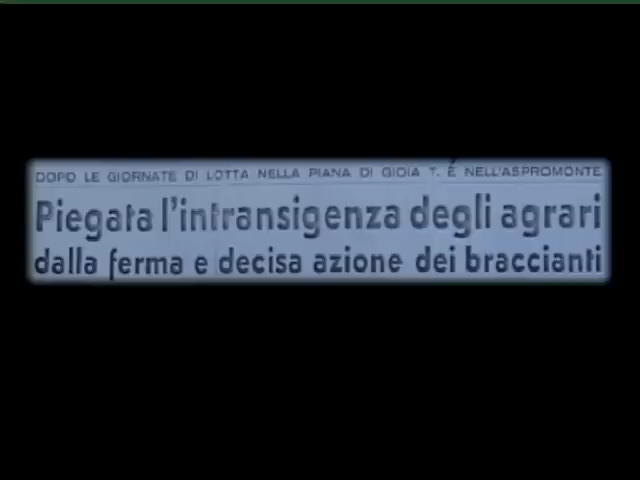 DOPO LE GIORNATE DI LOTTA NELLA PIANA DI GIOIA T. È NELL'ASPROMONTE
Piegata l'intransigenza degli agrari
dalla ferma e decisa azione dei braccianti